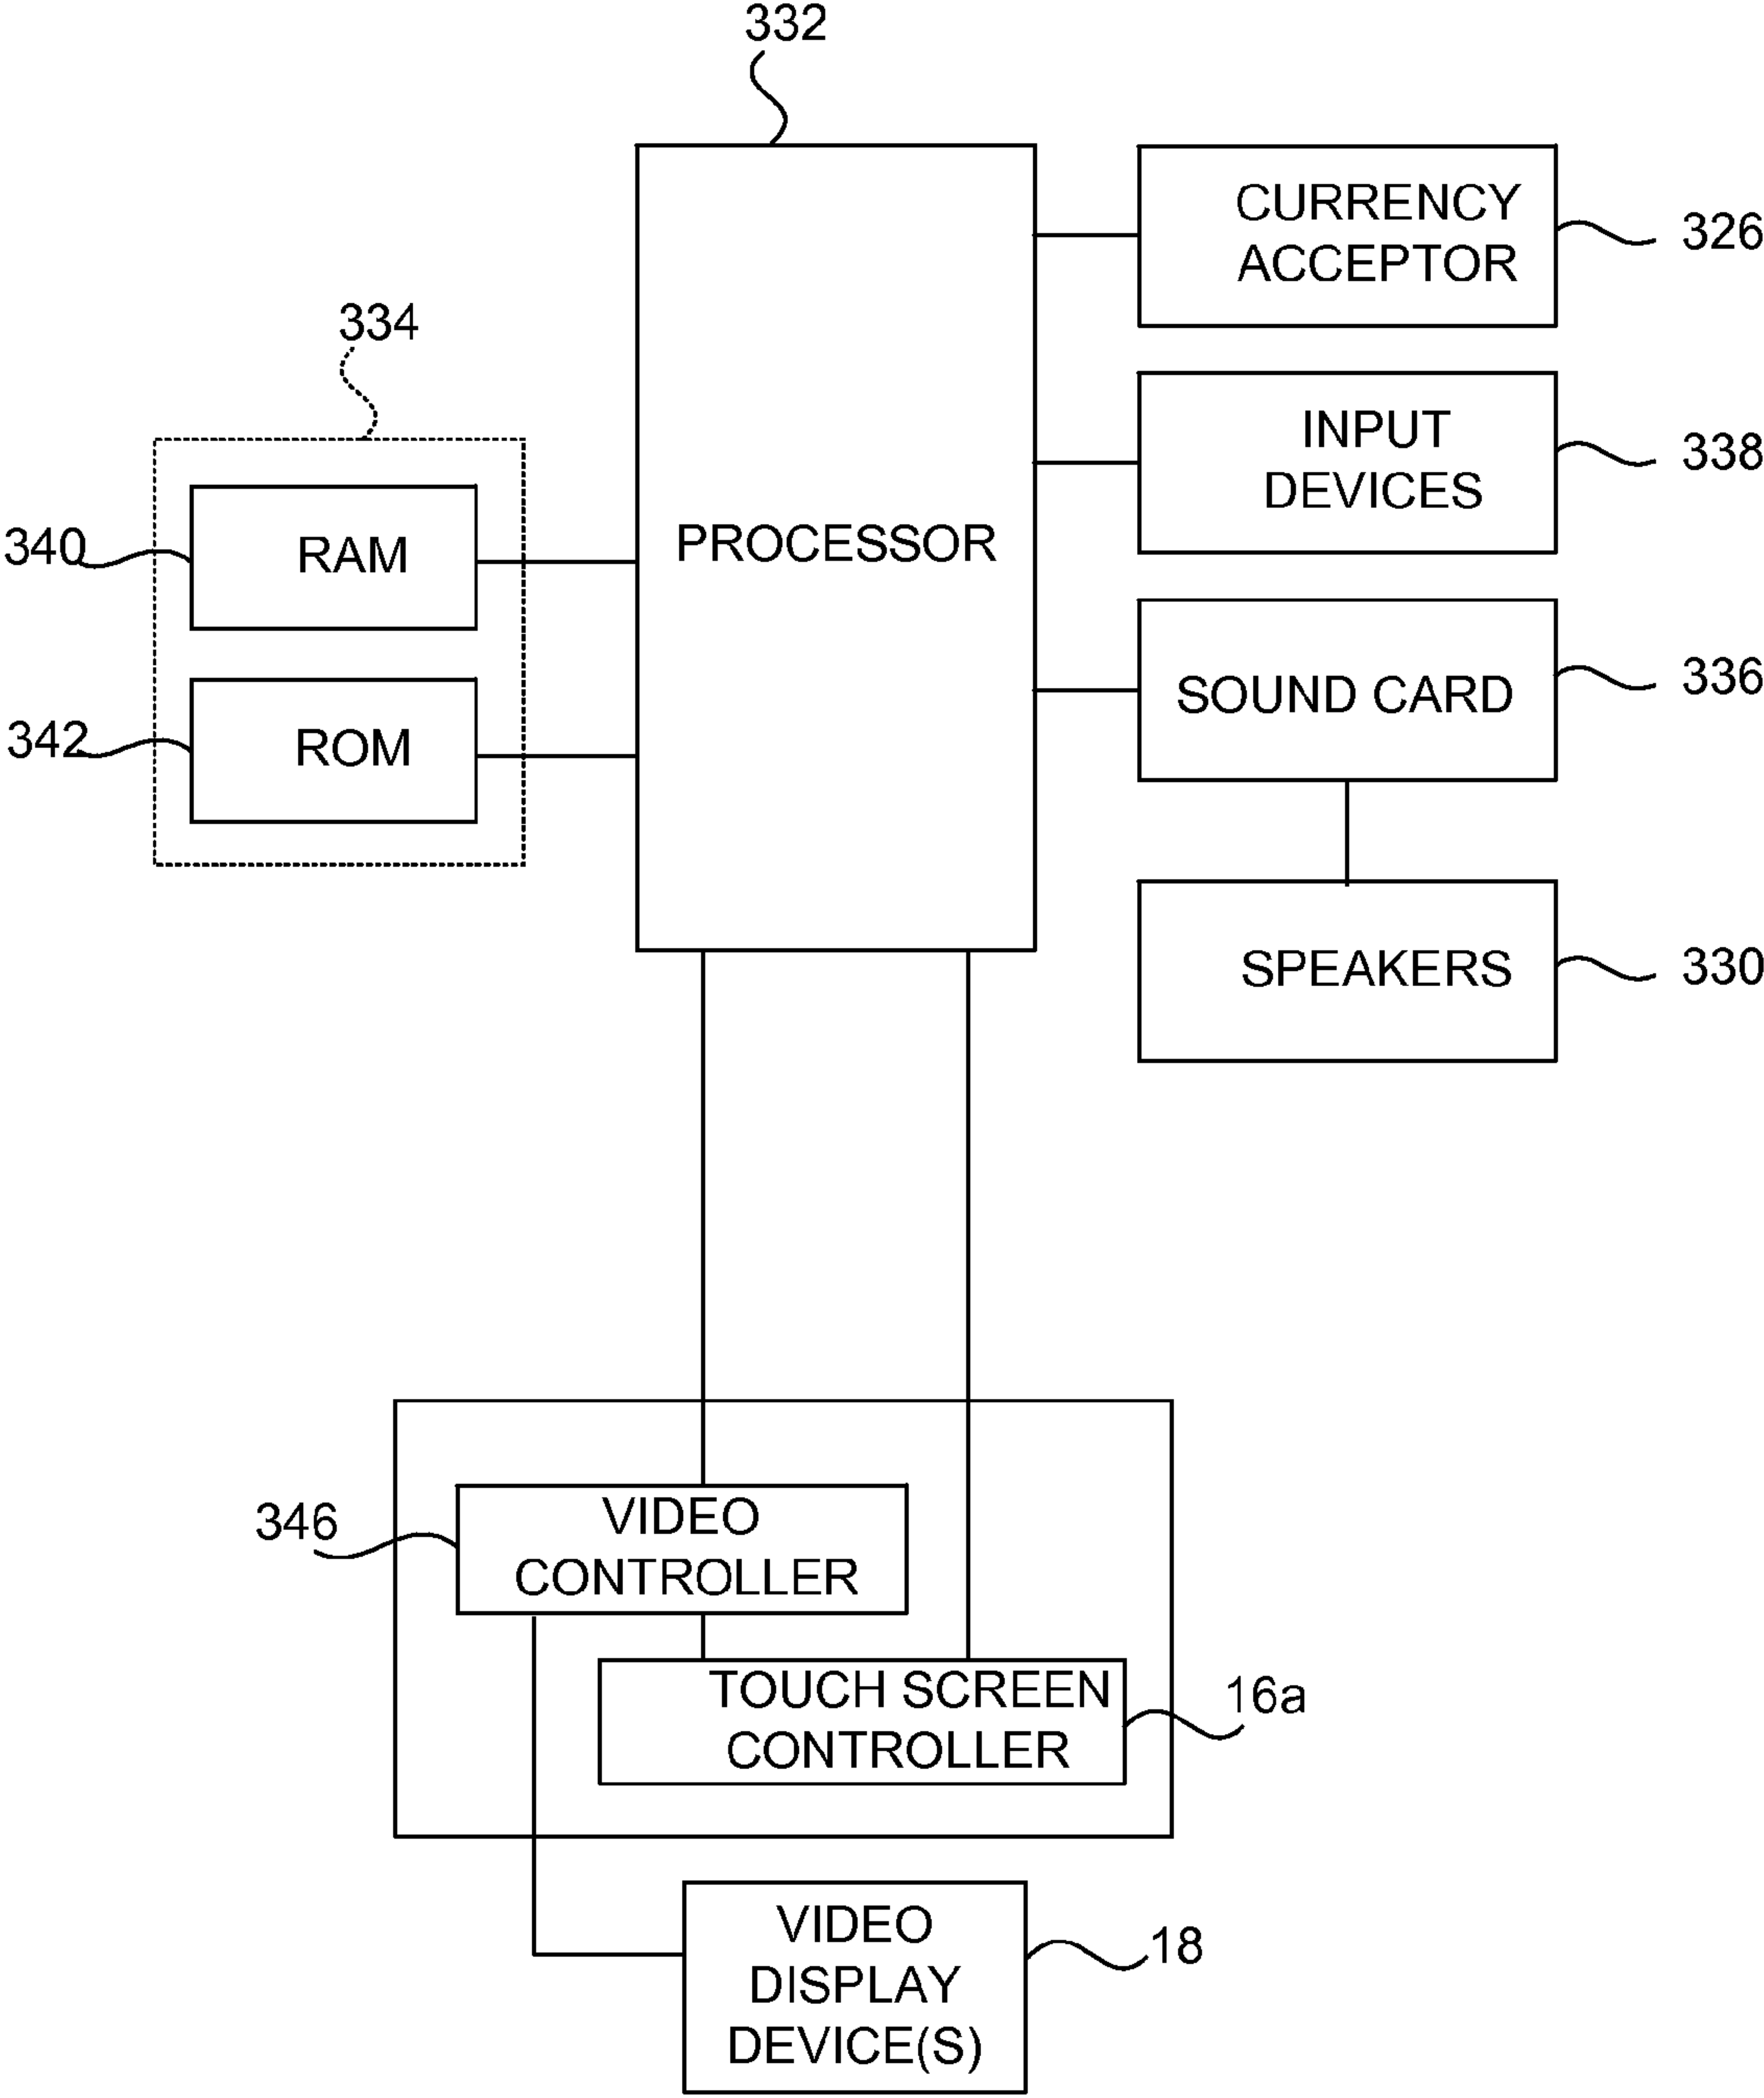 332
CURRENCY
ACCEPTOR
326
334
INPUT
DEVICES
338
340
RAM
PROCESSOR
SOUND CARD
336
342
ROM
SPEAKERS
330
346
VIDEO
CONTROLLER
TOUCH SCREEN
CONTROLLER
16a
VIDEO
DISPLAY
DEVICE(S)
18